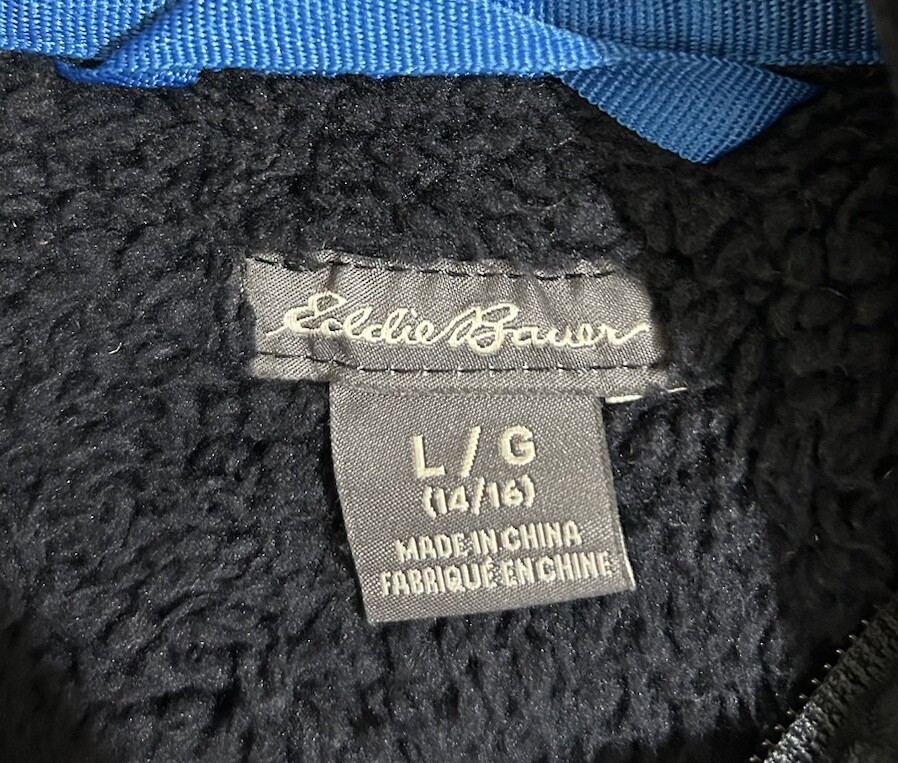 Eddie Bauer
L / G
(14/16)
MADE IN CHINA
FABRIQUÉ EN CHINE